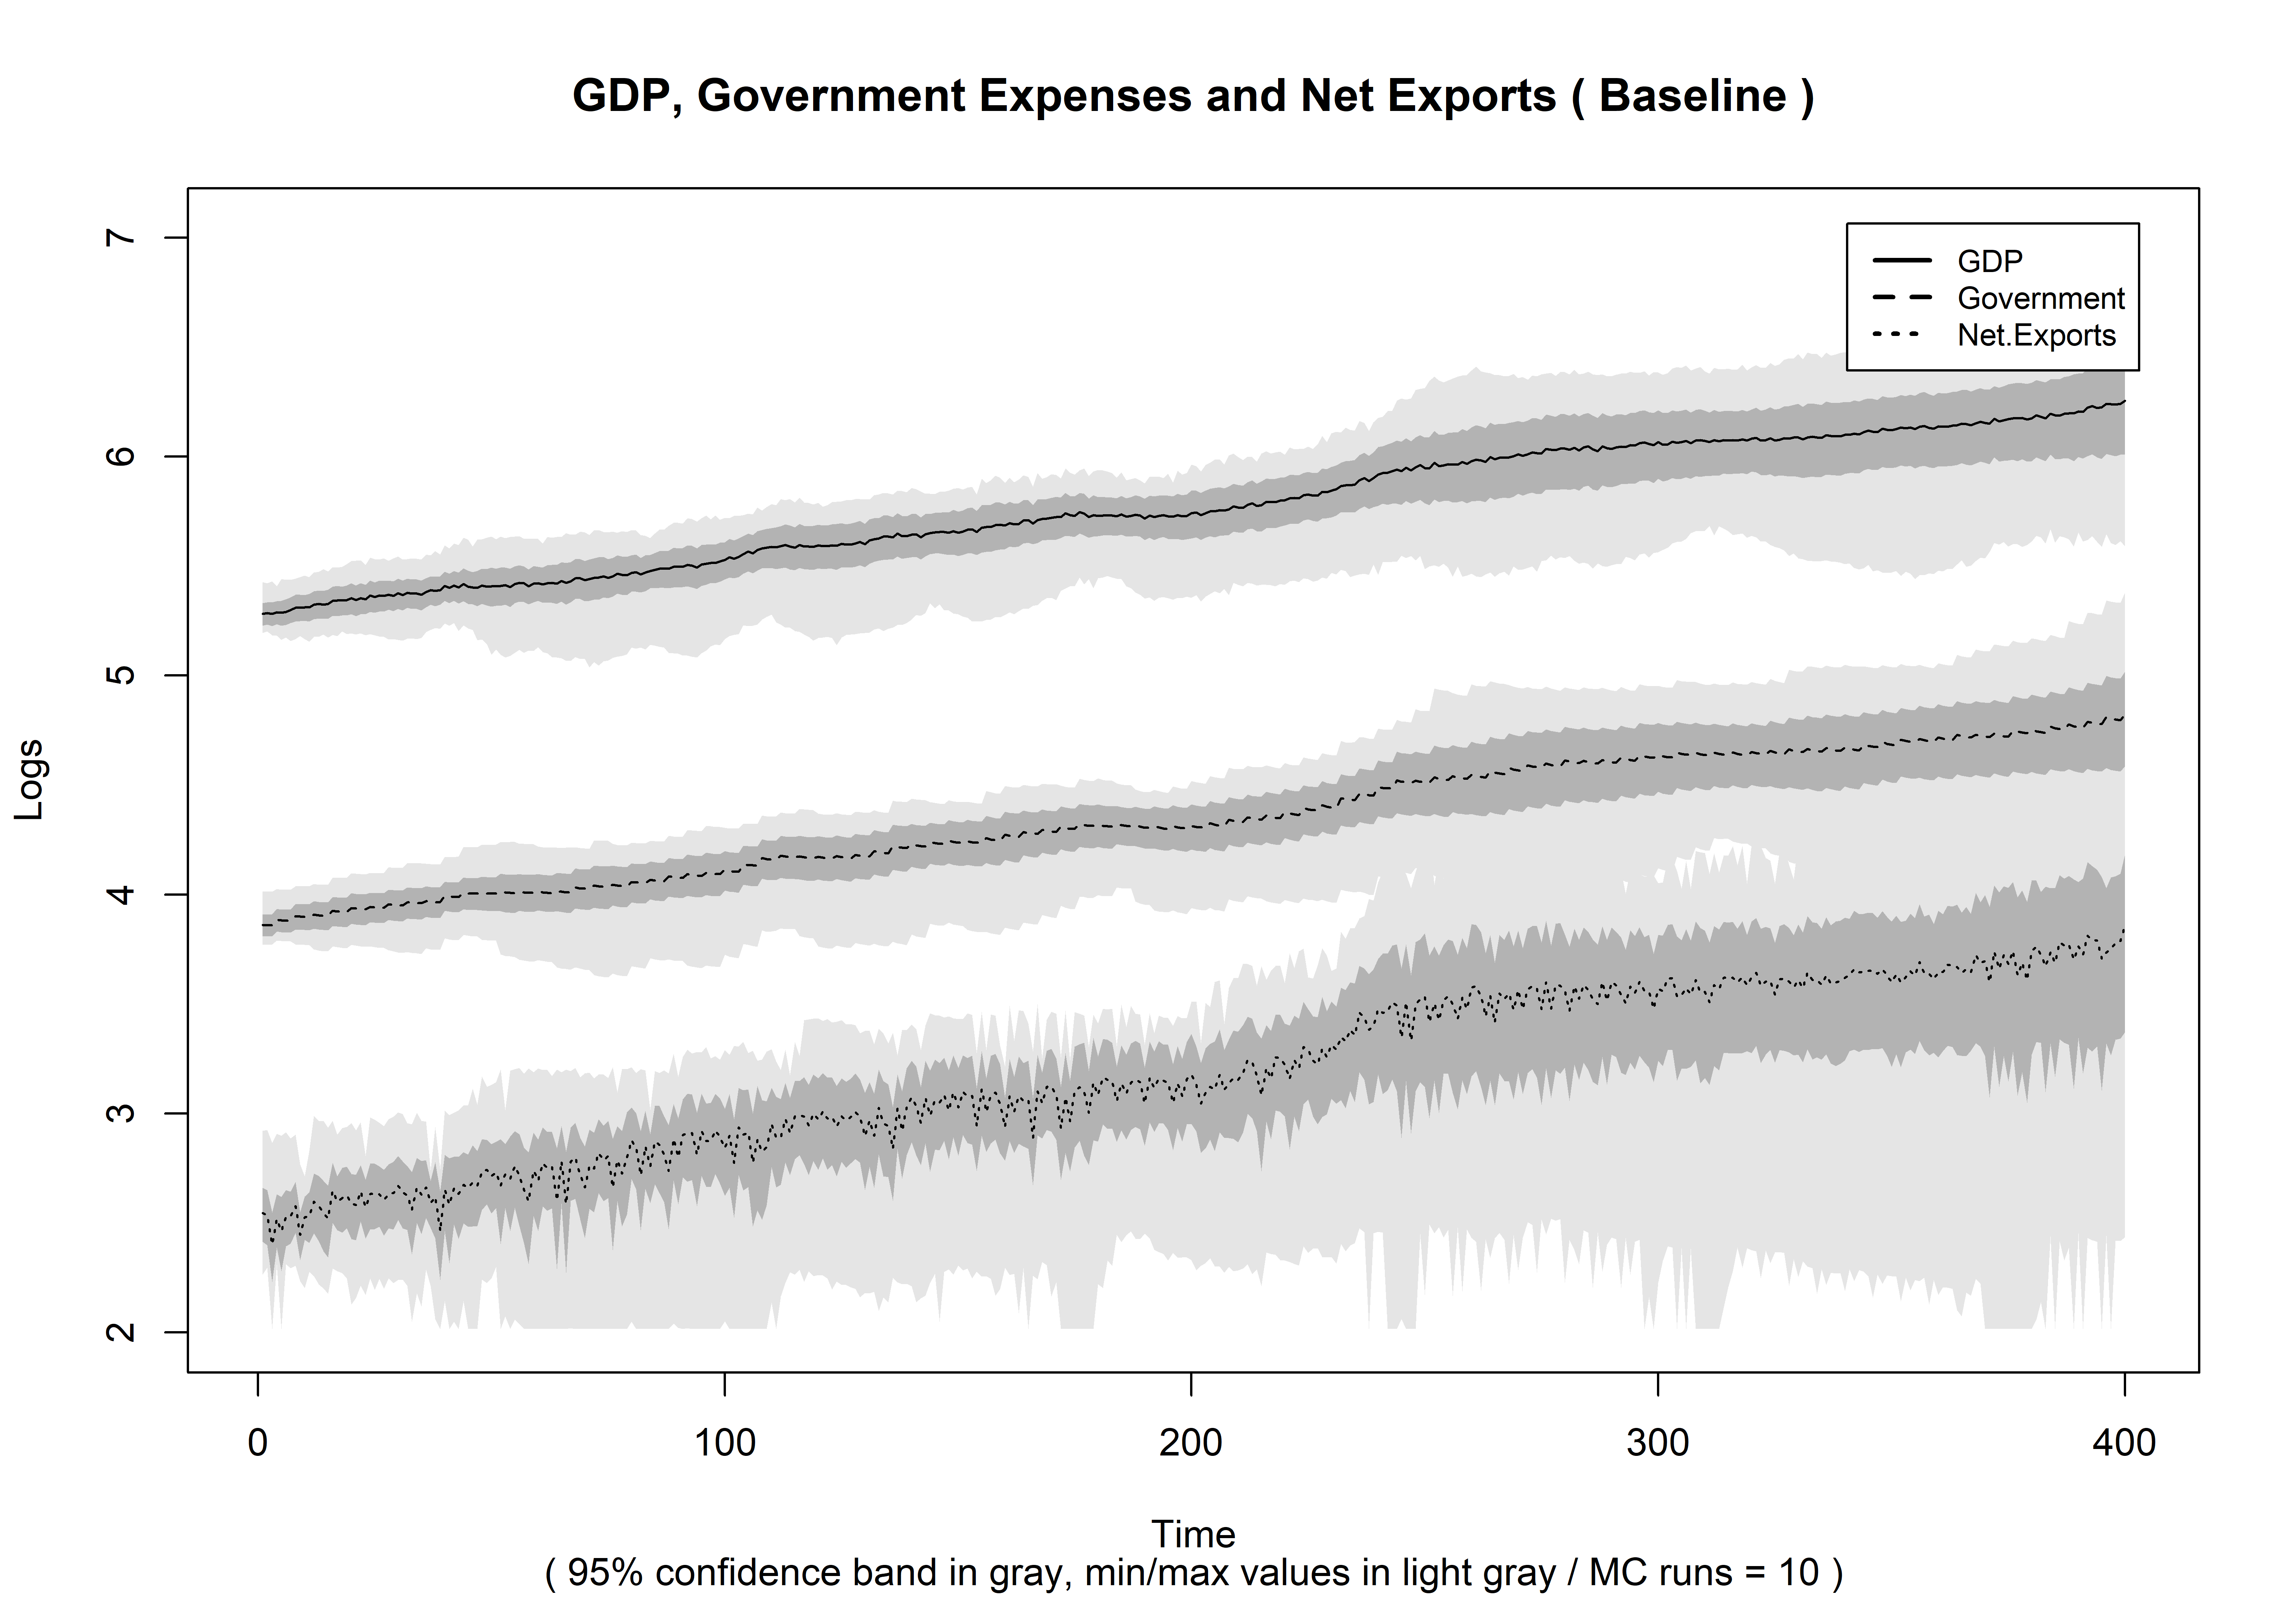 GDP, Government Expenses and Net Exports ( Baseline )
7
6
5
4
3
2
Logs
GDP
Government
Net.Exports
0 100 200 300 400
Time
( 95% confidence band in gray, min/max values in light gray / MC runs = 10 )